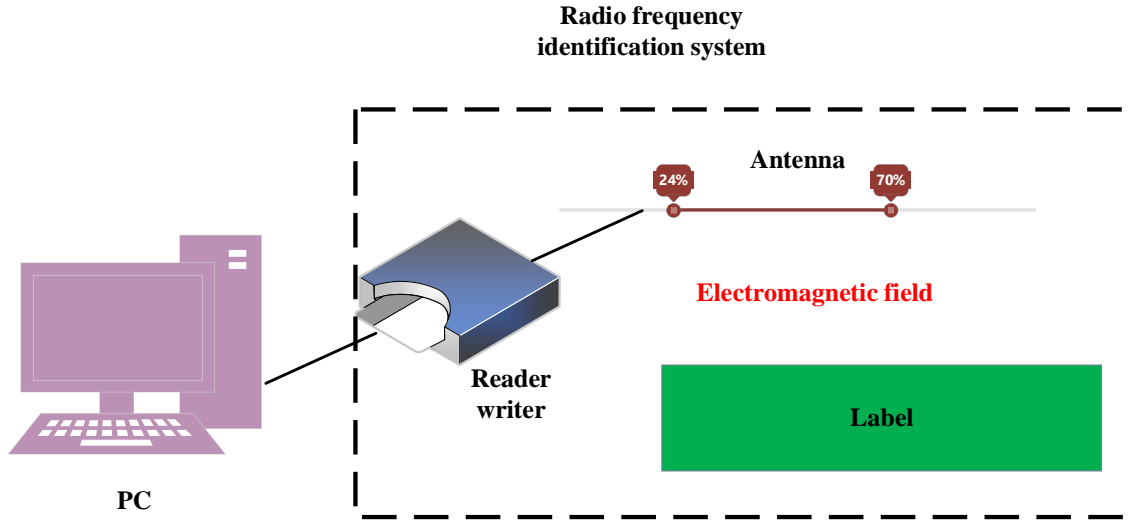 Radio frequency
identification system
Antenna
24%
70%
Electromagnetic field
Reader
writer
Label
PC